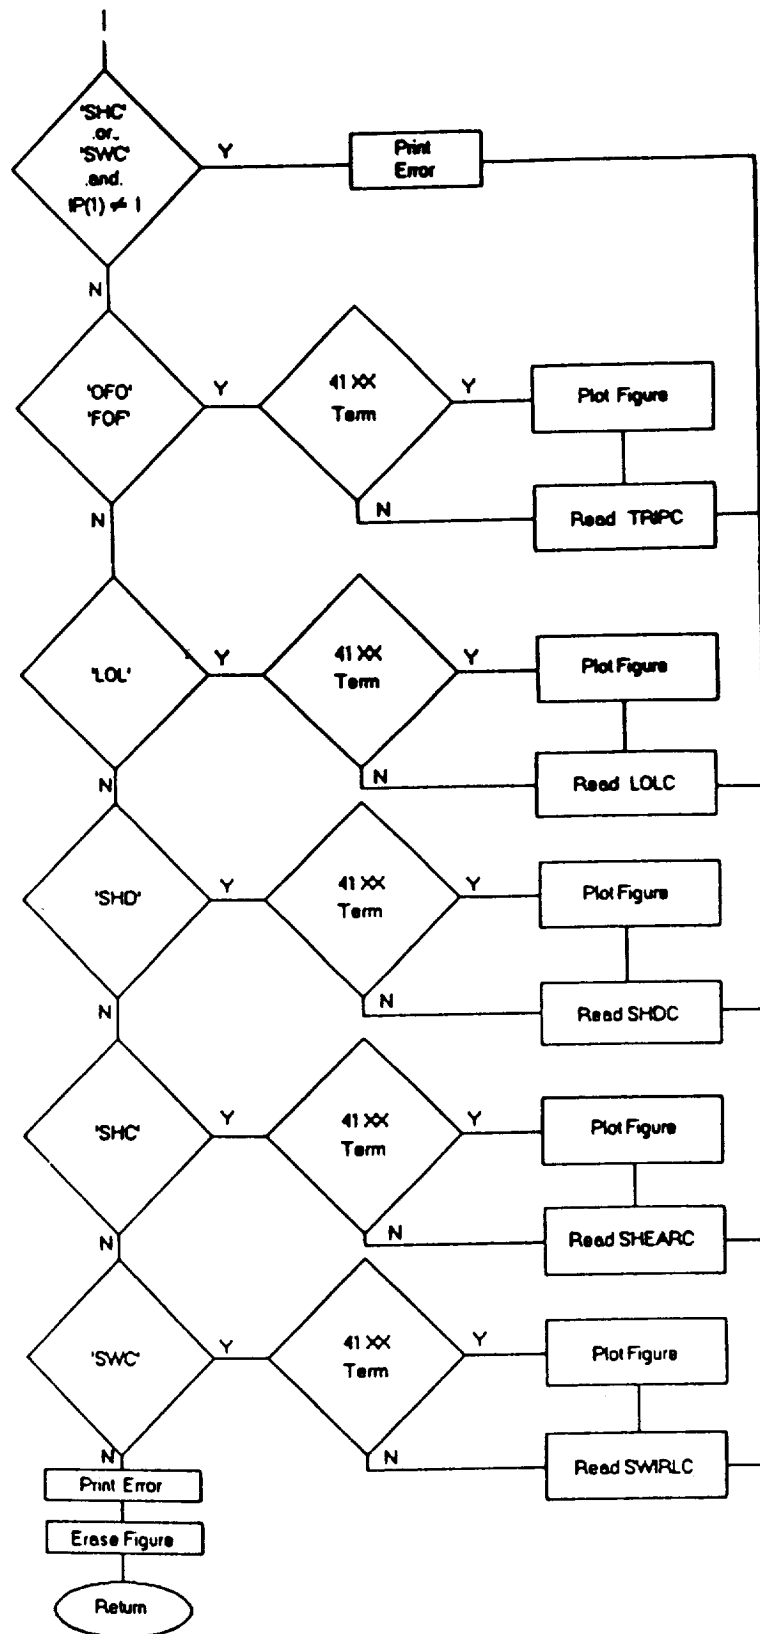 'SHC'
.or.
'SWC'
.and.
IP(1) ≠ 1
Y
Print
Error
N
'OFO'
'FOF'
Y
41 XX
Term
Y
Plot Figure
N
Read TRIPC
N
'LOL'
Y
41 XX
Term
Y
Plot Figure
N
Read LOLC
N
'SHD'
Y
41 XX
Term
Y
Plot Figure
N
Read SHDC
N
'SHC'
Y
41 XX
Term
Y
Plot Figure
N
Read SHEARC
N
'SWC'
Y
41 XX
Term
Y
Plot Figure
N
Read SWIRLC
N
Print Error
Erase Figure
Return